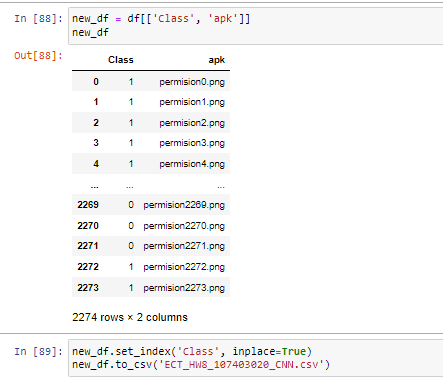 In [88]: new_df = df[['Class', 'apk']]
new_df
Out[88]:
Class apk
0 1 permision0.png
1 1 permision1.png
2 1 permision2.png
3 1 permision3.png
4 1 permision4.png
... ... ...
2269 0 permision2269.png
2270 0 permision2270.png
2271 0 permision2271.png
2272 1 permision2272.png
2273 1 permision2273.png
2274 rows × 2 columns
In [89]: new_df.set_index('Class', inplace=True)
new_df.to_csv('ECT_HW8_107403020_CNN.csv')